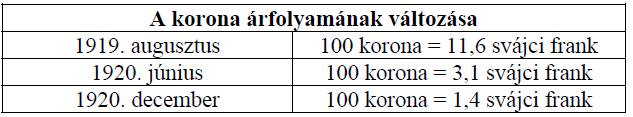 A korona árfolyamának változása
1919. augusztus 100 korona = 11,6 svájci frank
1920. június 100 korona = 3,1 svájci frank
1920. december 100 korona = 1,4 svájci frank